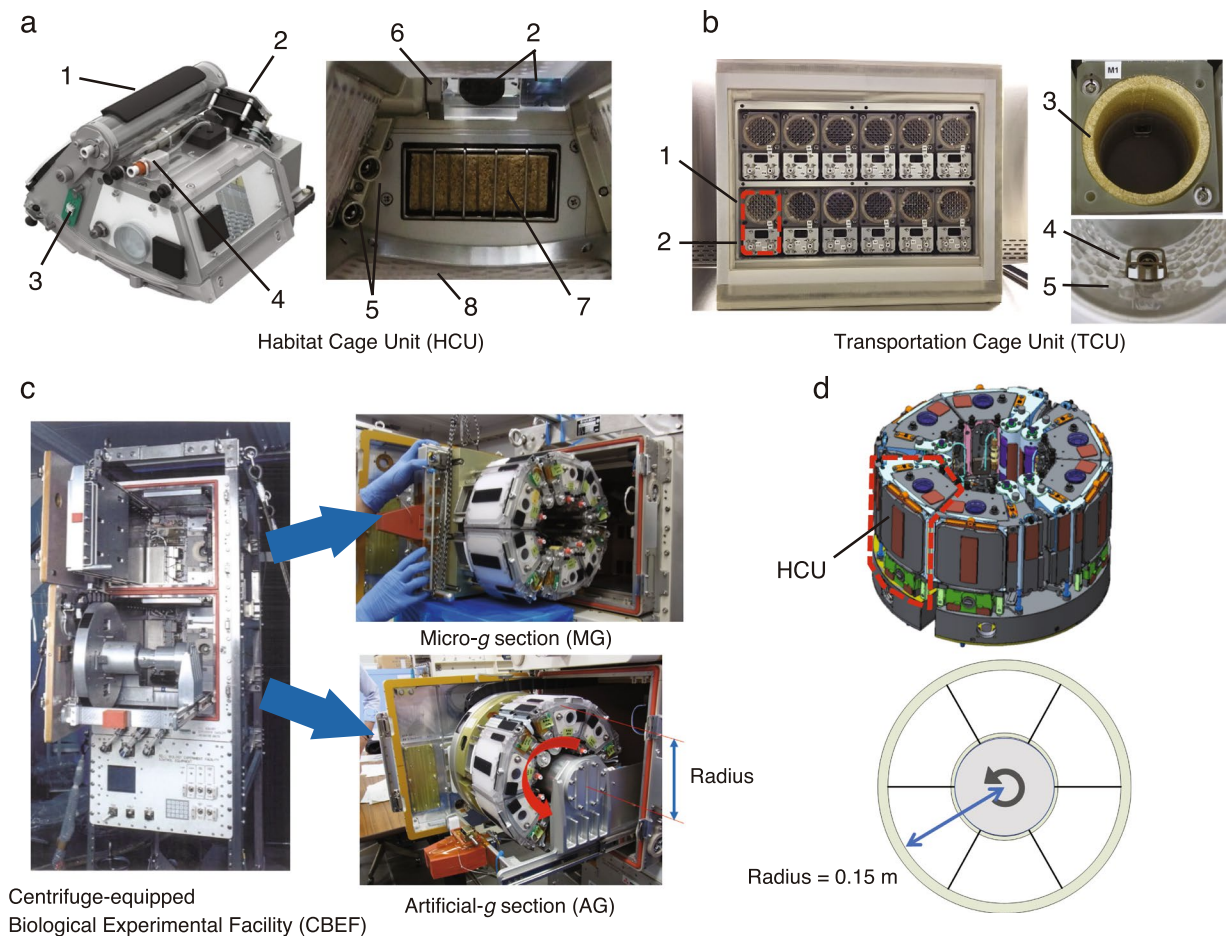 a
1
2
3
4
6
2
5
8
7
Habitat Cage Unit (HCU)
b
1
2
M1
3
4
5
Transportation Cage Unit (TCU)
c
Micro-g section (MG)
Radius
Artificial-g section (AG)
Centrifuge-equipped
Biological Experimental Facility (CBEF)
d
HCU
Radius = 0.15 m